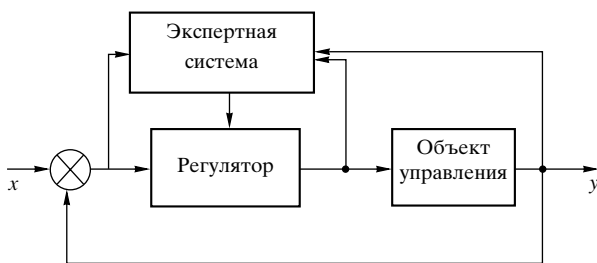 Экспертная
система
Регулятор
Объект
управления
x
y